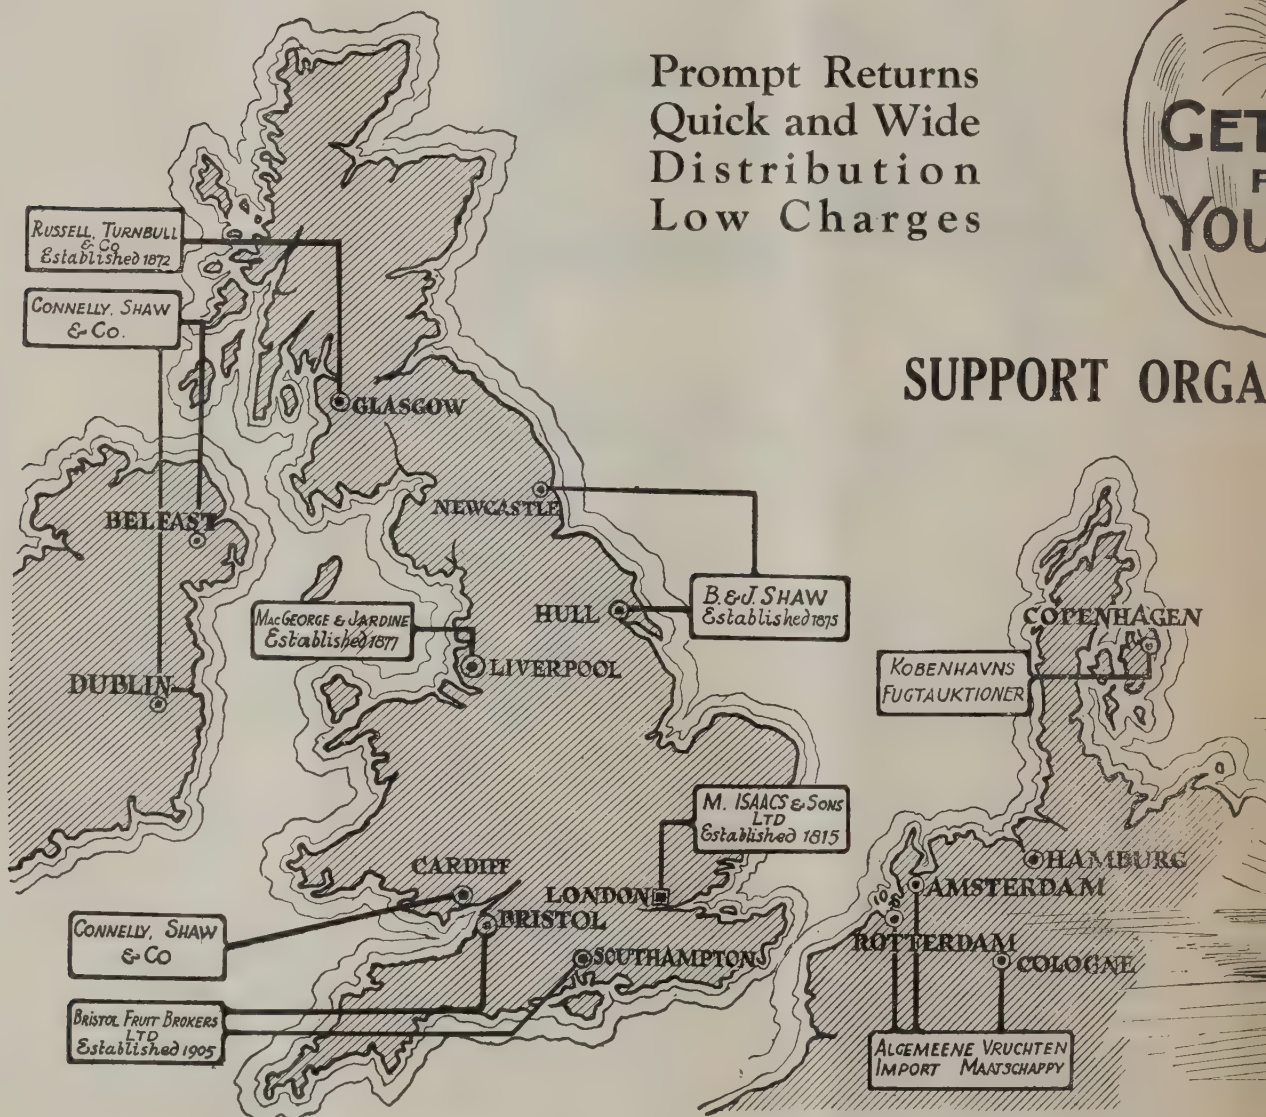 Prompt Returns
Quick and Wide
Distribution
Low Charges
GET
YOU
SUPPORT ORGA
RUSSELL, TURNBULL
& Co
Established 1872
CONNELLY, SHAW
& Co.
GLASGOW
BELFAST
NEWCASTLE
B. & J. SHAW
Established 1875
HULL
MACGEORGE & JARDINE
Established 1877
LIVERPOOL
DUBLIN
COPENHAGEN
KOBENHAVNS
FUGTAUKTIONER
M. ISAACS & SONS
LTD
Established 1815
CARDIFF
LONDON
BRISTOL
SOUTHAMPTON
HAMBURG
AMSTERDAM
ROTTERDAM
COLOGNE
CONNELLY, SHAW
& Co
BRISTOL FRUIT BROKERS
LTD
Established 1905
ALGEMEENE VRUCHTEN
IMPORT MAATSCHAPPY